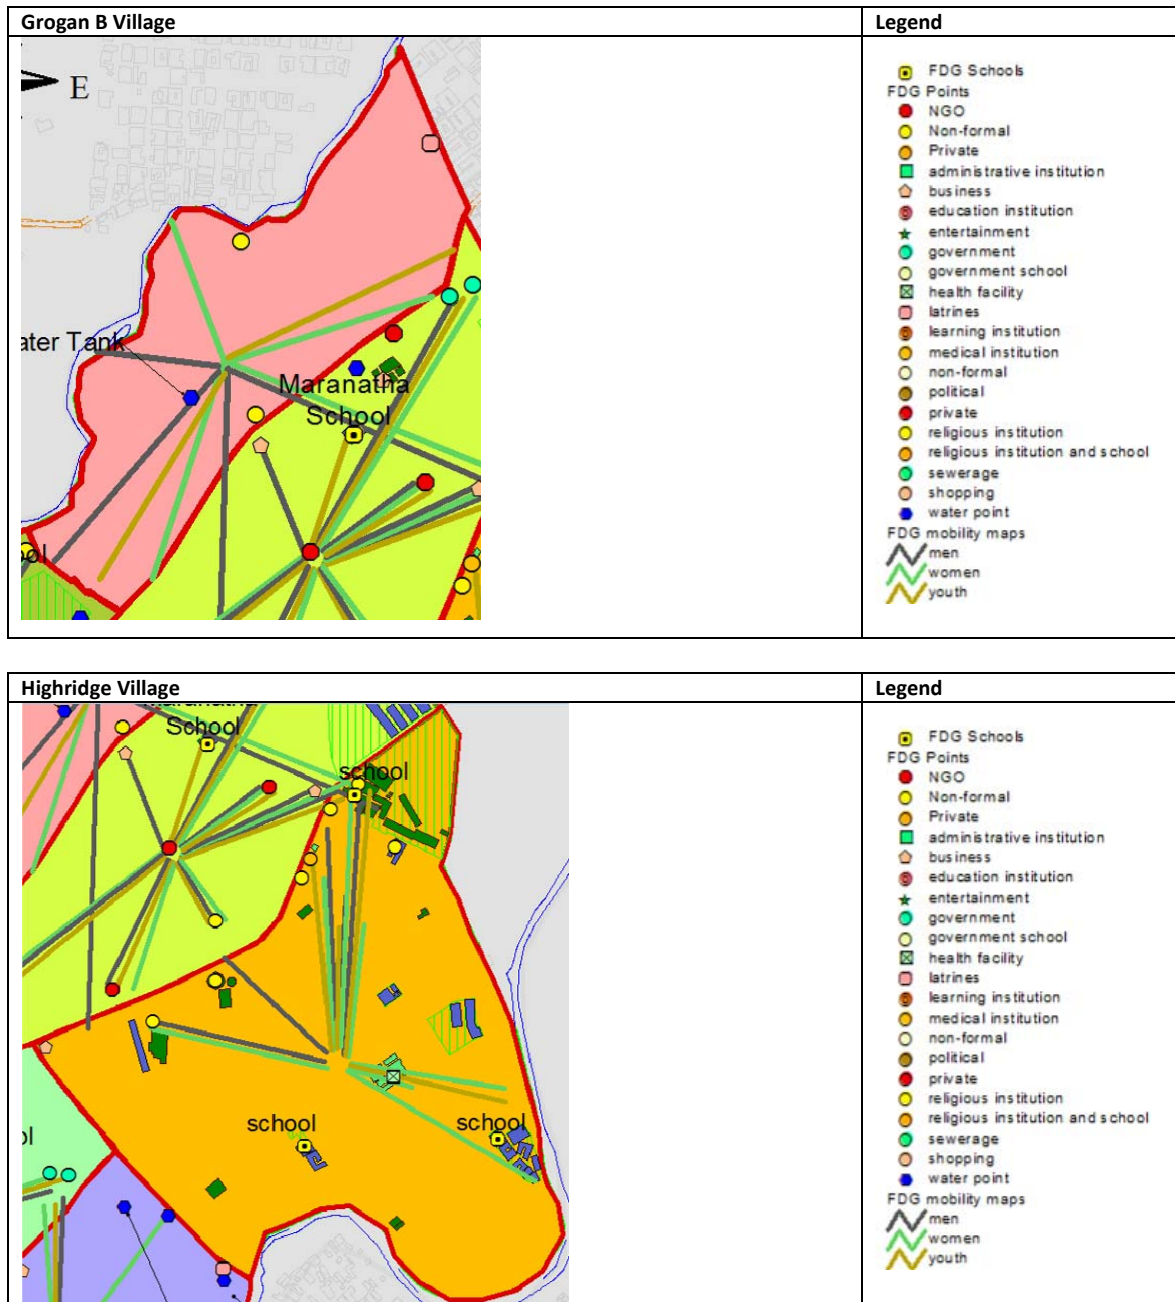 Grogan B Village
Legend
E
ater Tank
Maranatha
School
ool
FDG Schools
FDG Points
NGO
Non-formal
Private
administrative institution
business
education institution
entertainment
government
government school
health facility
latrines
learning institution
medical institution
non-formal
political
private
religious institution
religious institution and school
sewerage
shopping
water point
FDG mobility maps
men
women
youth
Highridge Village
Legend
Maranatha
School
school
school
school
ol
FDG Schools
FDG Points
NGO
Non-formal
Private
administrative institution
business
education institution
entertainment
government
government school
health facility
latrines
learning institution
medical institution
non-formal
political
private
religious institution
religious institution and school
sewerage
shopping
water point
FDG mobility maps
men
women
youth